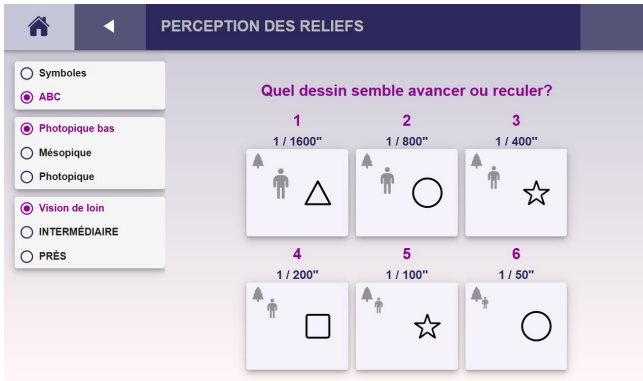 PERCEPTION DES RELIEFS
Symboles
ABC
Photopique bas
Mésopique
Photopique
Vision de loin
INTERMÉDIAIRE
PRÈS
Quel dessin semble avancer ou reculer?
1
2
3
1 / 1600"
1 / 800"
1 / 400"
4
5
6
1 / 200"
1 / 100"
1 / 50"